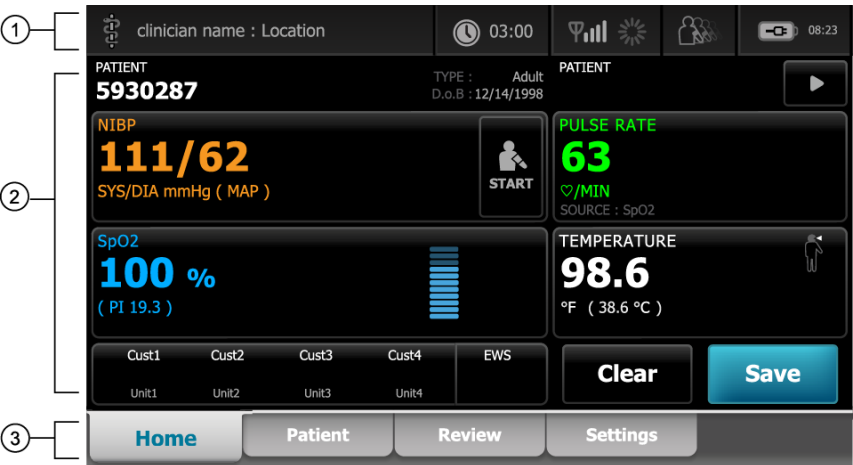 1
clinician name : Location
03:00
08:23
2
PATIENT
5930287
TYPE : Adult
D.o.B : 12/14/1998
PATIENT
NIBP
111/62
SYS/DIA mmHg ( MAP )
START
PULSE RATE
63
♡/MIN
SOURCE : SpO2
SpO2
100 %
( PI 19.3 )
TEMPERATURE
98.6
°F ( 38.6 °C )
Cust1 Cust2 Cust3 Cust4 EWS
Unit1 Unit2 Unit3 Unit4
Clear
Save
3
Home Patient Review Settings